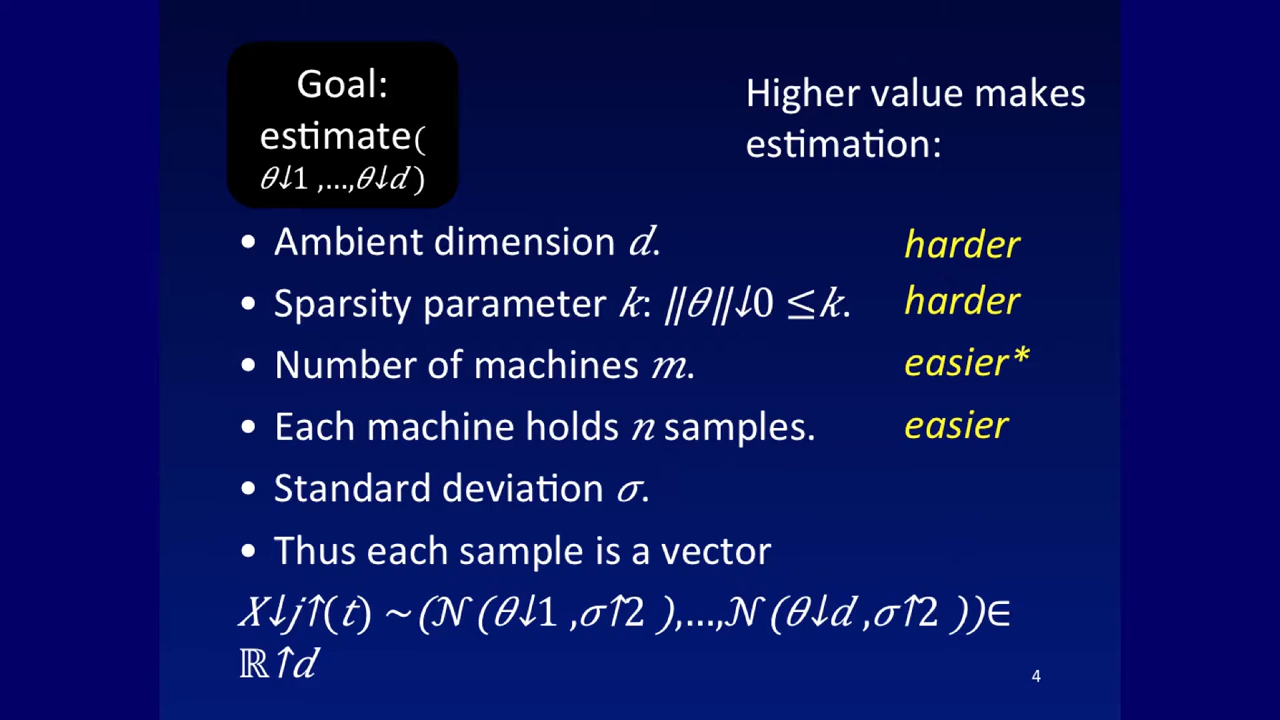 Goal:
estimate(
θ↓1 ,...,θ↓d )
Higher value makes
estimation:
• Ambient dimension d.
harder
• Sparsity parameter k: ||θ||↓0 ≤k.
harder
• Number of machines m.
easier*
• Each machine holds n samples.
easier
• Standard deviation σ.
• Thus each sample is a vector
X↓j↑(t) ~(𝒩 (θ↓1 ,σ↑2 ),...,𝒩 (θ↓d ,σ↑2 ))∈
ℝ↑d
4